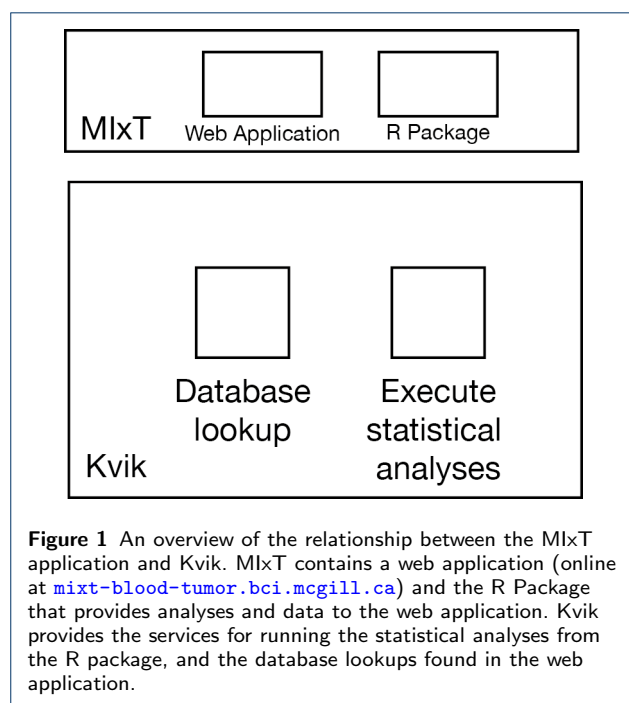 MIxT
Web Application
R Package
Database
lookup
Execute
statistical
analyses
Kvik
Figure 1 An overview of the relationship between the MIxT
application and Kvik. MIxT contains a web application (online
at mixt-blood-tumor.bci.mcgill.ca) and the R Package
that provides analyses and data to the web application. Kvik
provides the services for running the statistical analyses from
the R package, and the database lookups found in the web
application.